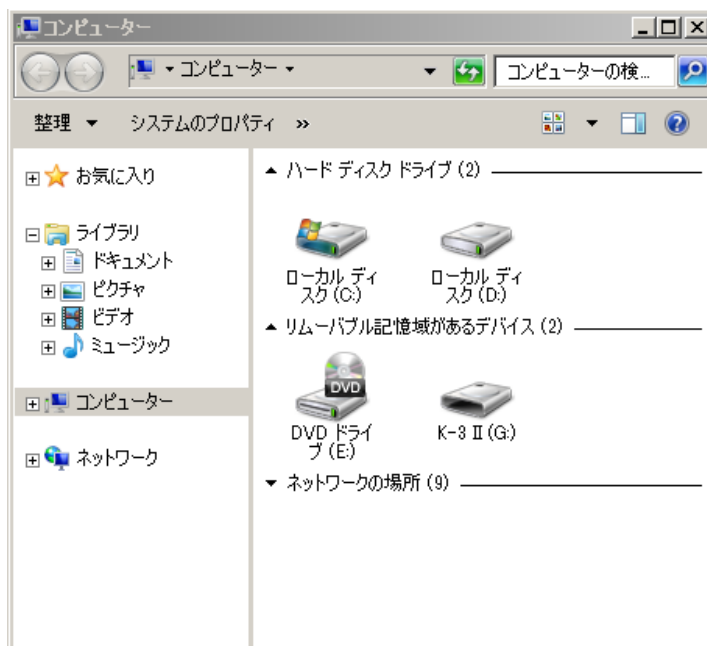 コンピューター
コンピューター
コンピューターの検...
整理 システムのプロパティ »
お気に入り
ライブラリ
ドキュメント
ピクチャ
ビデオ
ミュージック
コンピューター
ネットワーク
ハード ディスク ドライブ (2)
ローカル ディ
スク (C:)
ローカル ディ
スク (D:)
リムーバブル記憶域があるデバイス (2)
DVD
DVD ドライ
ブ (E:)
K-3 II (G:)
ネットワークの場所 (9)